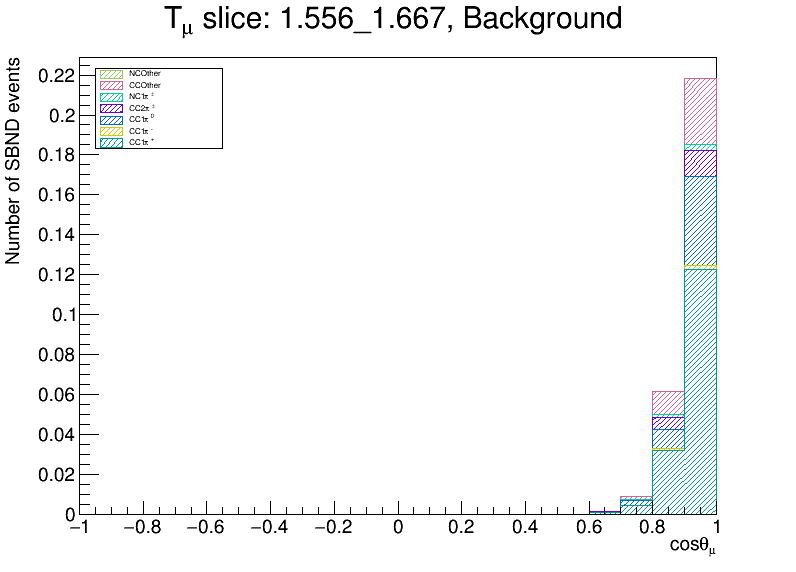 Tμ slice: 1.556_1.667, Background
Number of SBND events
NCOther
CCOther
NC1π ±
CC2π ±
CC1π 0
CC1π -
CC1π +
0.22
0.2
0.18
0.16
0.14
0.12
0.1
0.08
0.06
0.04
0.02
0
−1 −0.8 −0.6 −0.4 −0.2 0 0.2 0.4 0.6 0.8 1
cosθμ